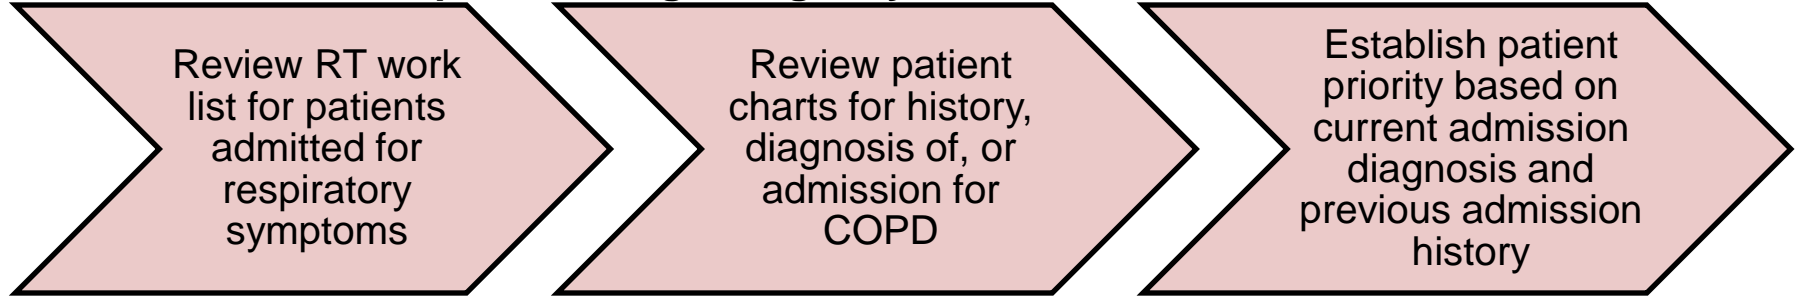 Review RT work
list for patients
admitted for
respiratory
symptoms
Review patient
charts for history,
diagnosis of, or
admission for
COPD
Establish patient
priority based on
current admission
diagnosis and
previous admission
history